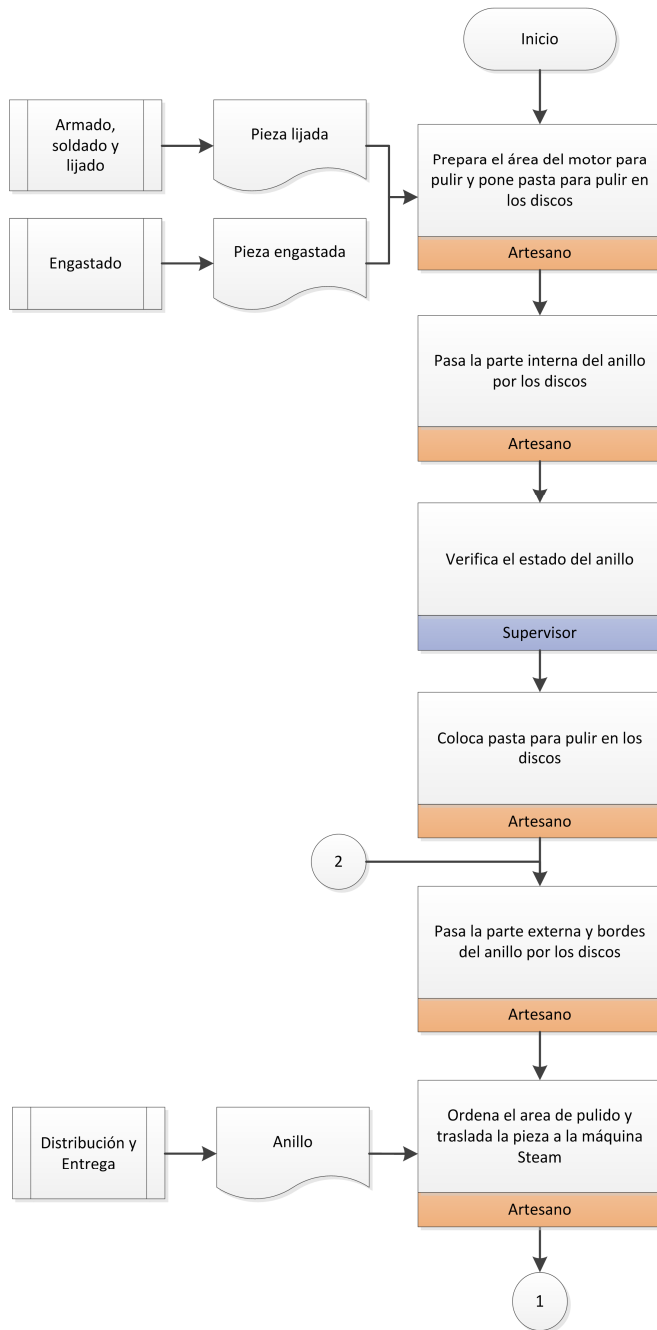 Inicio
Armado,
soldado y
lijado
Pieza lijada
Prepara el área del motor para
pulir y pone pasta para pulir en
los discos
Artesano
Engastado
Pieza engastada
Pasa la parte interna del anillo
por los discos
Artesano
Verifica el estado del anillo
Supervisor
Coloca pasta para pulir en los
discos
Artesano
2
Pasa la parte externa y bordes
del anillo por los discos
Artesano
Distribución y
Entrega
Anillo
Ordena el area de pulido y
traslada la pieza a la máquina
Steam
Artesano
1